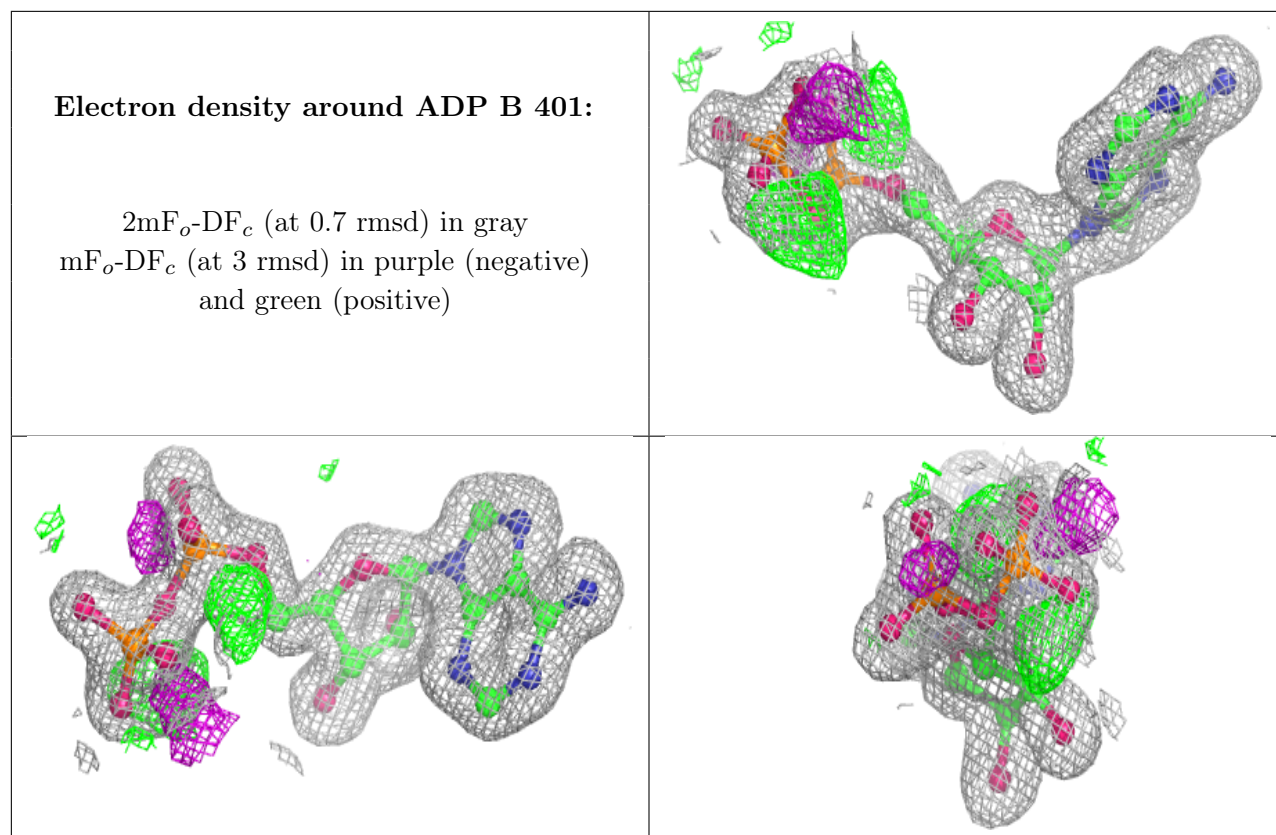 Electron density around ADP B 401:
2mFₒ-DF𝒸 (at 0.7 rmsd) in gray
mFₒ-DF𝒸 (at 3 rmsd) in purple (negative)
and green (positive)